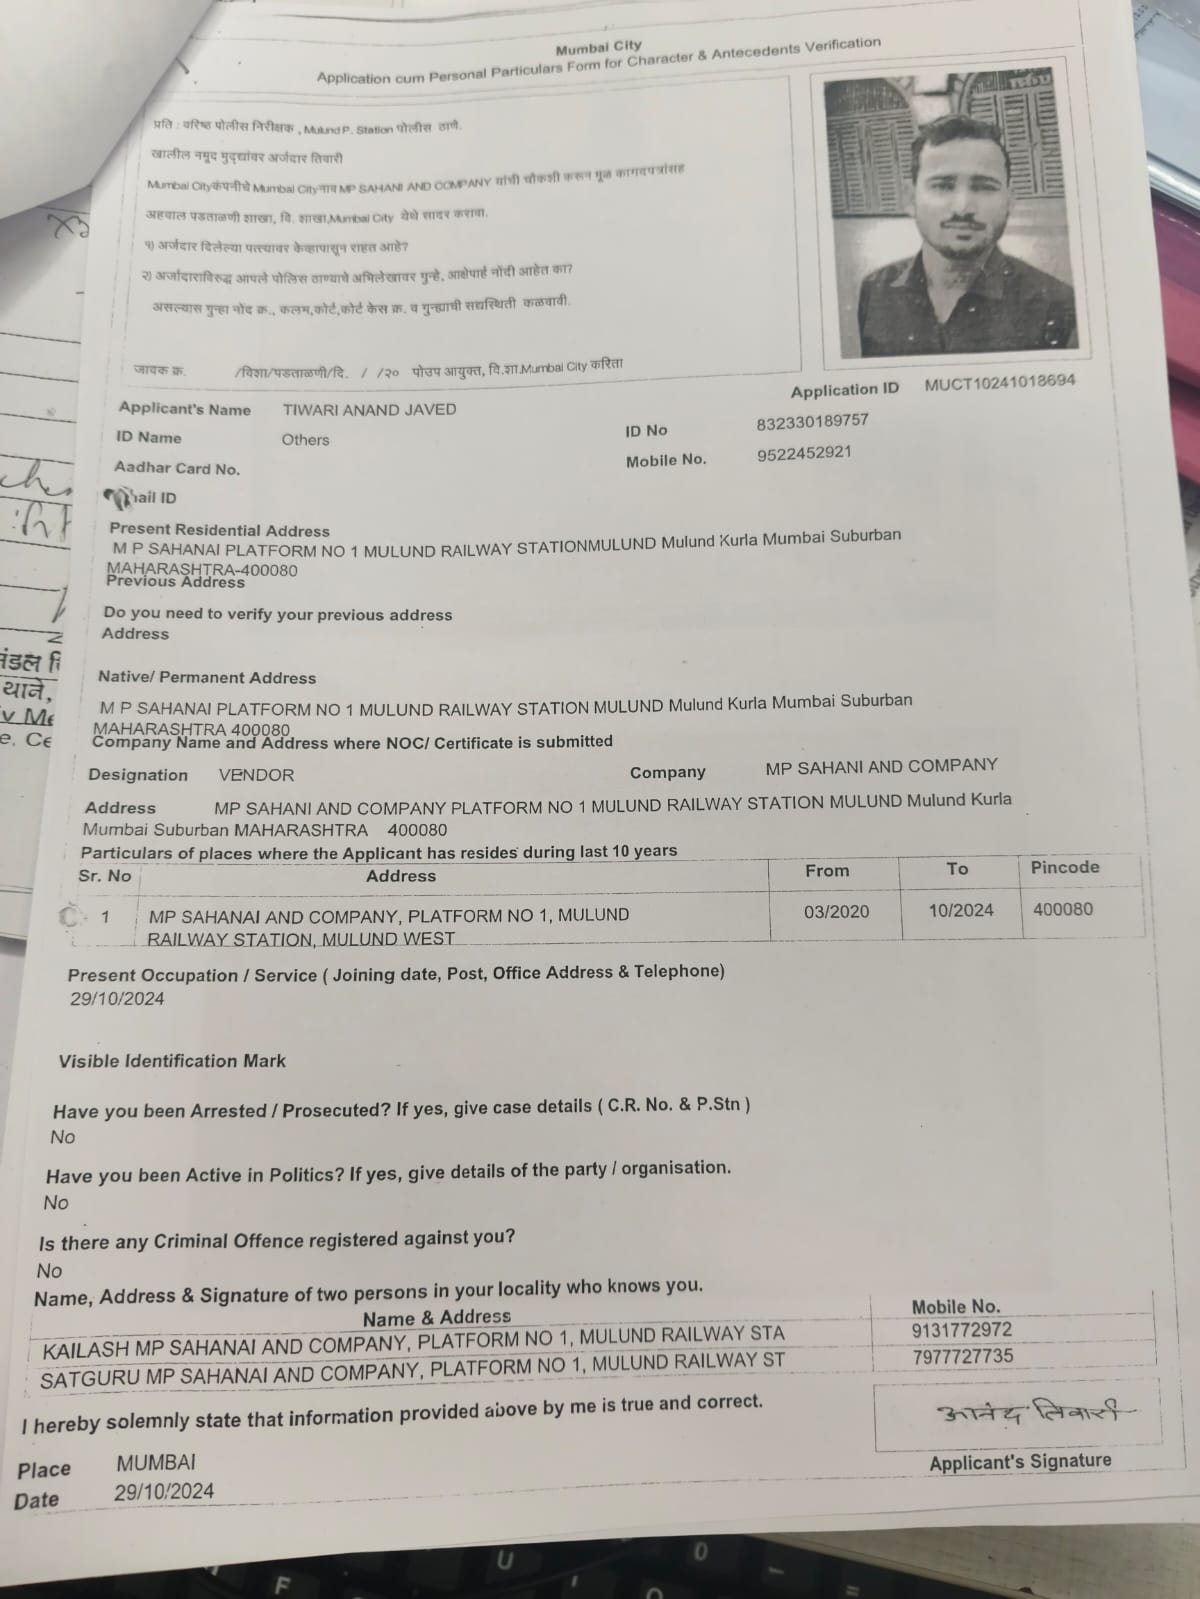 Mumbai City
Application cum Personal Particulars Form for Character & Antecedents Verification
प्रति : वरिष्ठ पोलीस निरीक्षक , Mulund P. Station पोलीस ठाणे.
खालील नमूद मुद्द्यांवर अर्जदार तिवारी
Mumbai Cityकंपनीचे Mumbai Cityनाव MP SAHANI AND COMPANY यांची चौकशी करून मूळ कागदपत्रांसह
अहवाल पडताळणी शाखा, वि. शाखा,Mumbai City येथे सादर करावा.
१) अर्जदार दिलेल्या पत्त्यावर केव्हापासून राहत आहे?
२) अर्जादाराविरुद्ध आपले पोलिस ठाण्याचे अभिलेखावर गुन्हे, आक्षेपार्ह नोंदी आहेत का?
असल्यास गुन्हा नोंद क्र., कलम,कोर्ट,कोर्ट केस क्र. व गुन्ह्याची सद्यस्थिती कळवावी.
जावक क्र. /विशा/पडताळणी/दि. / /२० पोउप आयुक्त, वि.शा.Mumbai City करिता
Application ID MUCT10241018694
Applicant's Name TIWARI ANAND JAVED
ID Name Others ID No 832330189757
Aadhar Card No. Mobile No. 9522452921
ail ID
Present Residential Address
M P SAHANAI PLATFORM NO 1 MULUND RAILWAY STATIONMULUND Mulund Kurla Mumbai Suburban
MAHARASHTRA-400080
Previous Address
Do you need to verify your previous address
Address
Native/ Permanent Address
M P SAHANAI PLATFORM NO 1 MULUND RAILWAY STATION MULUND Mulund Kurla Mumbai Suburban
MAHARASHTRA 400080
Company Name and Address where NOC/ Certificate is submitted
Designation VENDOR Company MP SAHANI AND COMPANY
Address MP SAHANI AND COMPANY PLATFORM NO 1 MULUND RAILWAY STATION MULUND Mulund Kurla
Mumbai Suburban MAHARASHTRA 400080
Particulars of places where the Applicant has resides during last 10 years
Sr. No Address From To Pincode
1 MP SAHANAI AND COMPANY, PLATFORM NO 1, MULUND 03/2020 10/2024 400080
RAILWAY STATION, MULUND WEST
Present Occupation / Service ( Joining date, Post, Office Address & Telephone)
29/10/2024
Visible Identification Mark
Have you been Arrested / Prosecuted? If yes, give case details ( C.R. No. & P.Stn )
No
Have you been Active in Politics? If yes, give details of the party / organisation.
No
Is there any Criminal Offence registered against you?
No
Name, Address & Signature of two persons in your locality who knows you.
Name & Address Mobile No.
KAILASH MP SAHANAI AND COMPANY, PLATFORM NO 1, MULUND RAILWAY STA 9131772972
SATGURU MP SAHANAI AND COMPANY, PLATFORM NO 1, MULUND RAILWAY ST 7977727735
I hereby solemnly state that information provided above by me is true and correct.
आनंद तिवारी
Place MUMBAI Applicant's Signature
Date 29/10/2024